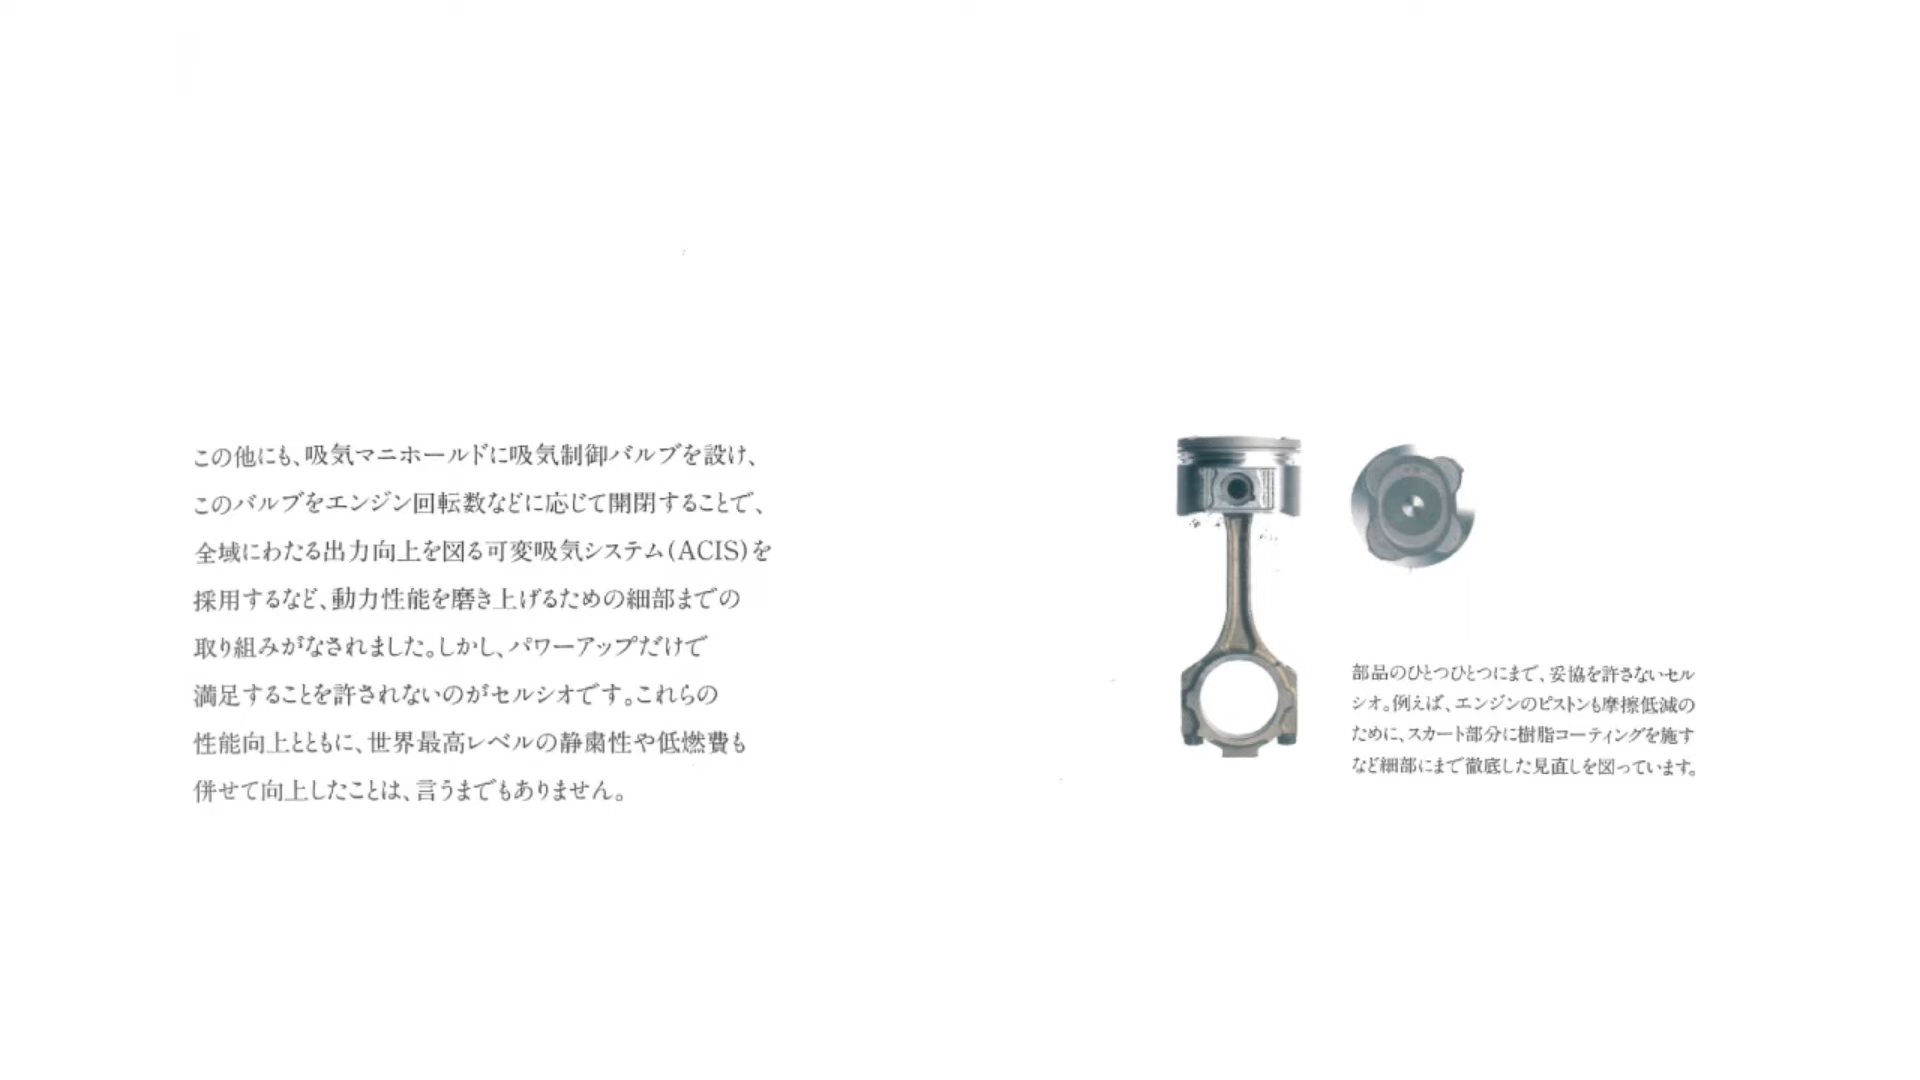 この他にも、吸気マニホールドに吸気制御バルブを設け、
このバルブをエンジン回転数などに応じて開閉することで、
全域にわたる出力向上を図る可変吸気システム(ACIS)を
採用するなど、動力性能を磨き上げるための細部までの
取り組みがなされました。しかし、パワーアップだけで
満足することを許されないのがセルシオです。これらの
性能向上とともに、世界最高レベルの静粛性や低燃費も
併せて向上したことは、言うまでもありません。
部品のひとつひとつにまで、妥協を許さないセル
シオ。例えば、エンジンのピストンも摩擦低減の
ために、スカート部分に樹脂コーティングを施す
など細部にまで徹底した見直しを図っています。